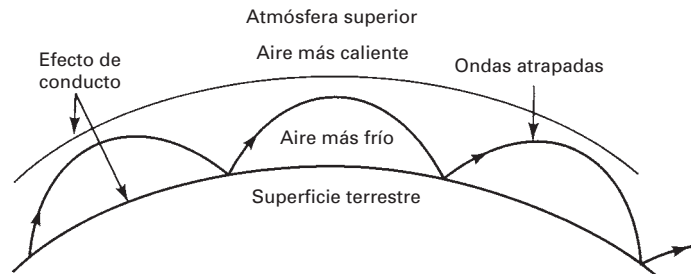 Atmósfera superior
Aire más caliente
Efecto de
conducto
Ondas atrapadas
Aire más frío
Superficie terrestre